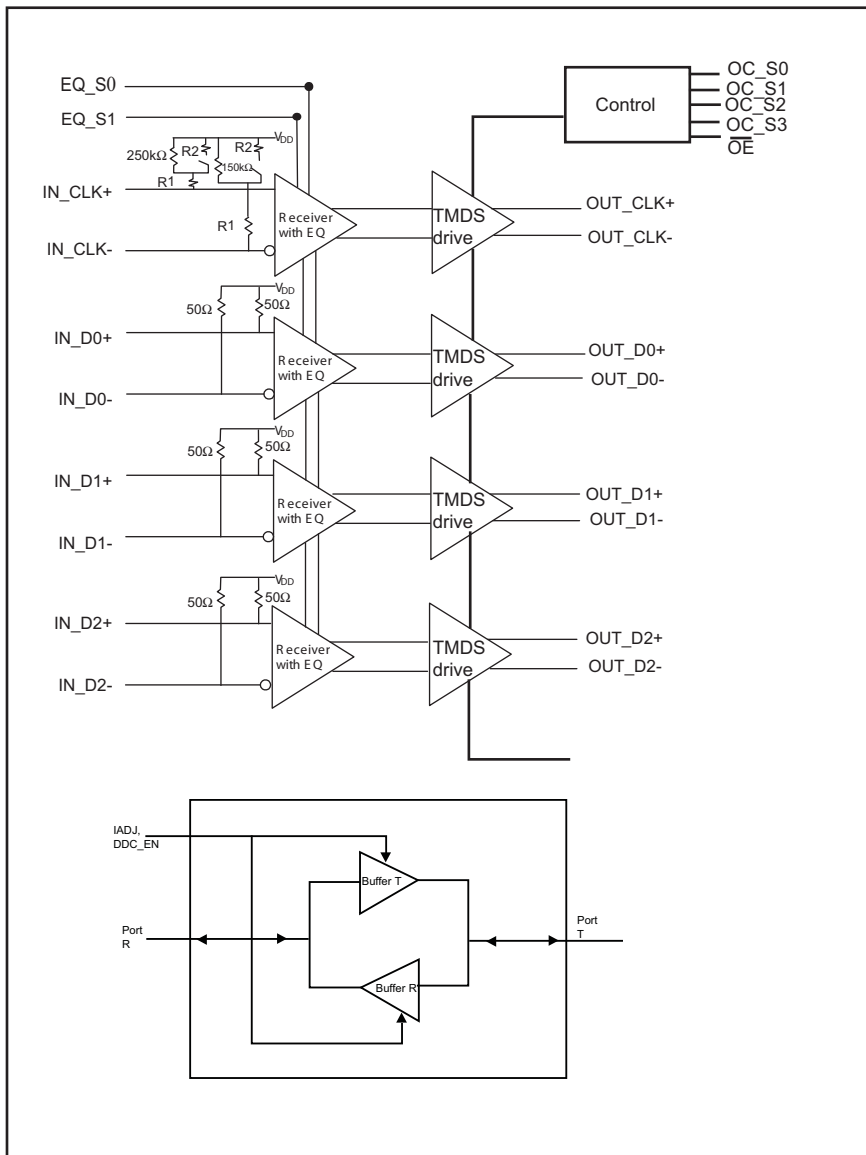 EQ_S0
EQ_S1
OC_S0
OC_S1
OC_S2
OC_S3
OE
Control
VDD
250kΩ
R2
R2
150kΩ
R1
R1
IN_CLK+
IN_CLK-
Receiver
with EQ
TMDS
drive
OUT_CLK+
OUT_CLK-
VDD
50Ω
50Ω
IN_D0+
IN_D0-
Receiver
with EQ
TMDS
drive
OUT_D0+
OUT_D0-
VDD
50Ω
50Ω
IN_D1+
IN_D1-
Receiver
with EQ
TMDS
drive
OUT_D1+
OUT_D1-
VDD
50Ω
50Ω
IN_D2+
IN_D2-
Receiver
with EQ
TMDS
drive
OUT_D2+
OUT_D2-
IADJ,
DDC_EN
Buffer T
Port
R
Port
T
Buffer R